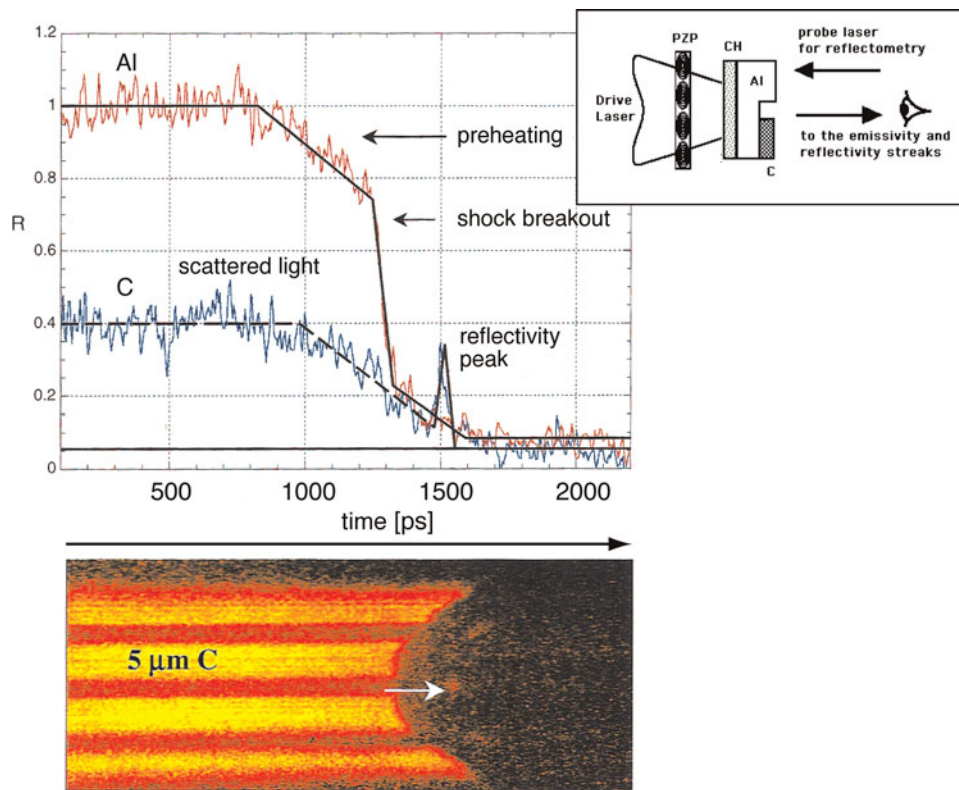 1.2
Al
1
preheating
0.8
shock breakout
R
0.6
scattered light
C
0.4
reflectivity
peak
0.2
0
500
1000
1500
2000
time [ps]
PZP
CH
Al
probe laser
for reflectometry
Drive
Laser
to the emissivity and
reflectivity streaks
C
5 μm C